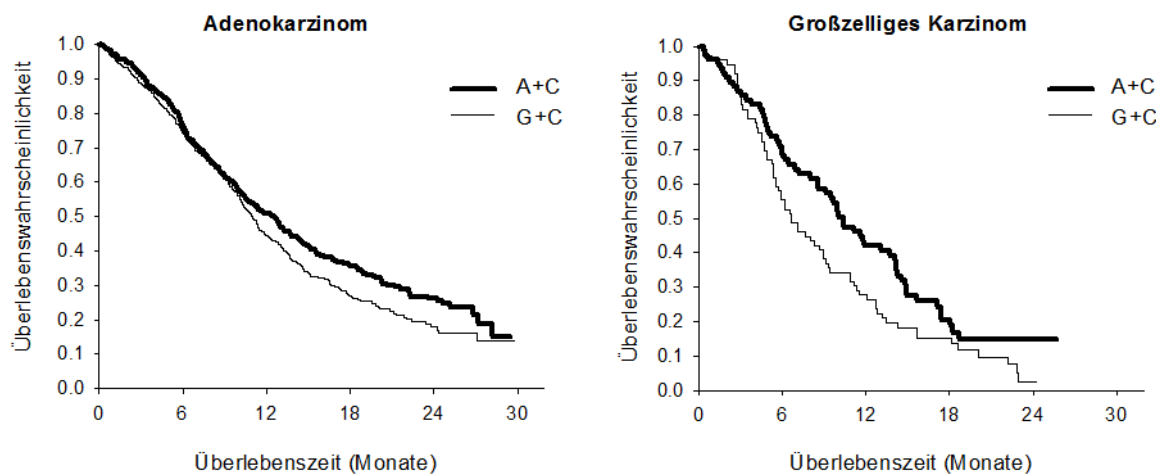 Adenokarzinom
Überlebenswahrscheinlichkeit
1.0
0.9
0.8
0.7
0.6
0.5
0.4
0.3
0.2
0.1
0.0
A+C
G+C
0 6 12 18 24 30
Überlebenszeit (Monate)
Großzelliges Karzinom
Überlebenswahrscheinlichkeit
1.0
0.9
0.8
0.7
0.6
0.5
0.4
0.3
0.2
0.1
0.0
A+C
G+C
0 6 12 18 24 30
Überlebenszeit (Monate)